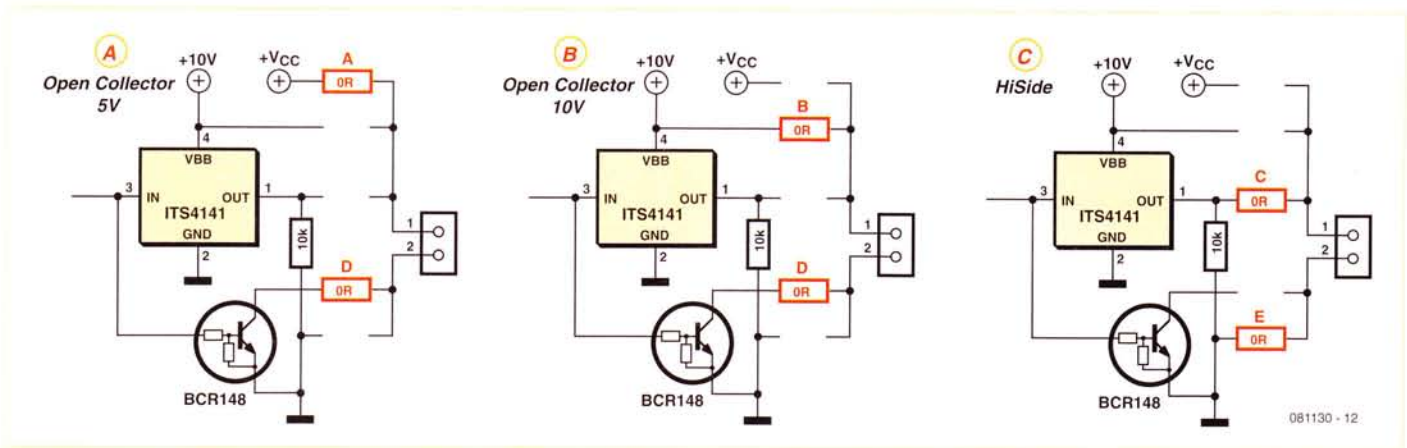 A
Open Collector
5V
+10V
+VCC
A
0R
4
VBB
3
IN
OUT
1
ITS4141
GND
2
10k
1
2
D
0R
BCR148
B
Open Collector
10V
+10V
+VCC
B
0R
4
VBB
3
IN
OUT
1
ITS4141
GND
2
10k
1
2
D
0R
BCR148
C
HiSide
+10V
+VCC
4
VBB
3
IN
OUT
1
ITS4141
GND
2
C
0R
10k
1
2
E
0R
BCR148
081130 - 12